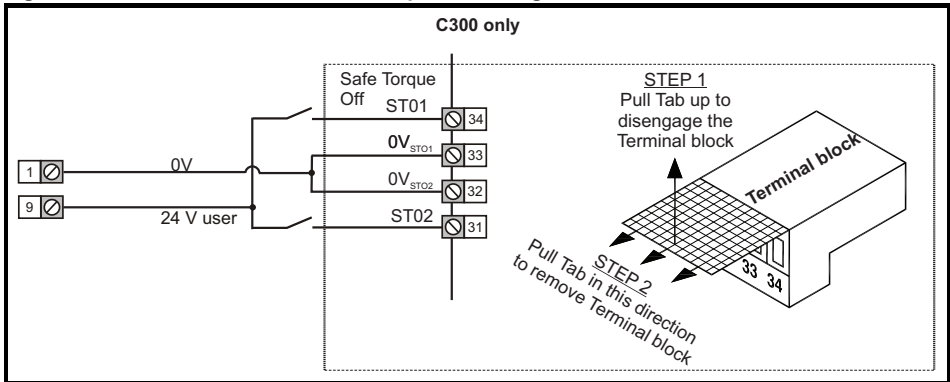 C300 only
Safe Torque
Off
ST01
34
0V STO1
33
0V
1
0V STO2
32
9
24 V user
ST02
31
STEP 1
Pull Tab up to
disengage the
Terminal block
Terminal block
33 34
STEP 2
Pull Tab in this direction
to remove Terminal
block